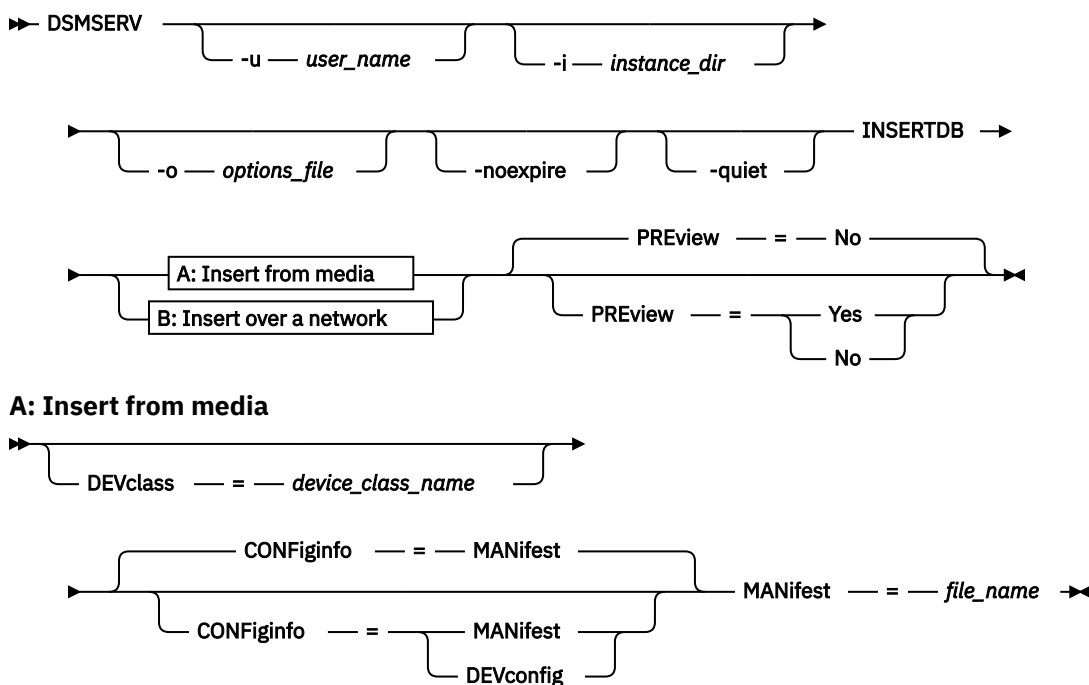 DSMSERV
-u user_name
-i instance_dir
-o options_file
-noexpire
-quiet
INSERTDB
A: Insert from media
B: Insert over a network
PREview = No
PREview = Yes
No
A: Insert from media
DEVclass = device_class_name
CONFiginfo = MANifest
CONFiginfo = MANifest
DEVconfig
MANifest = file_name